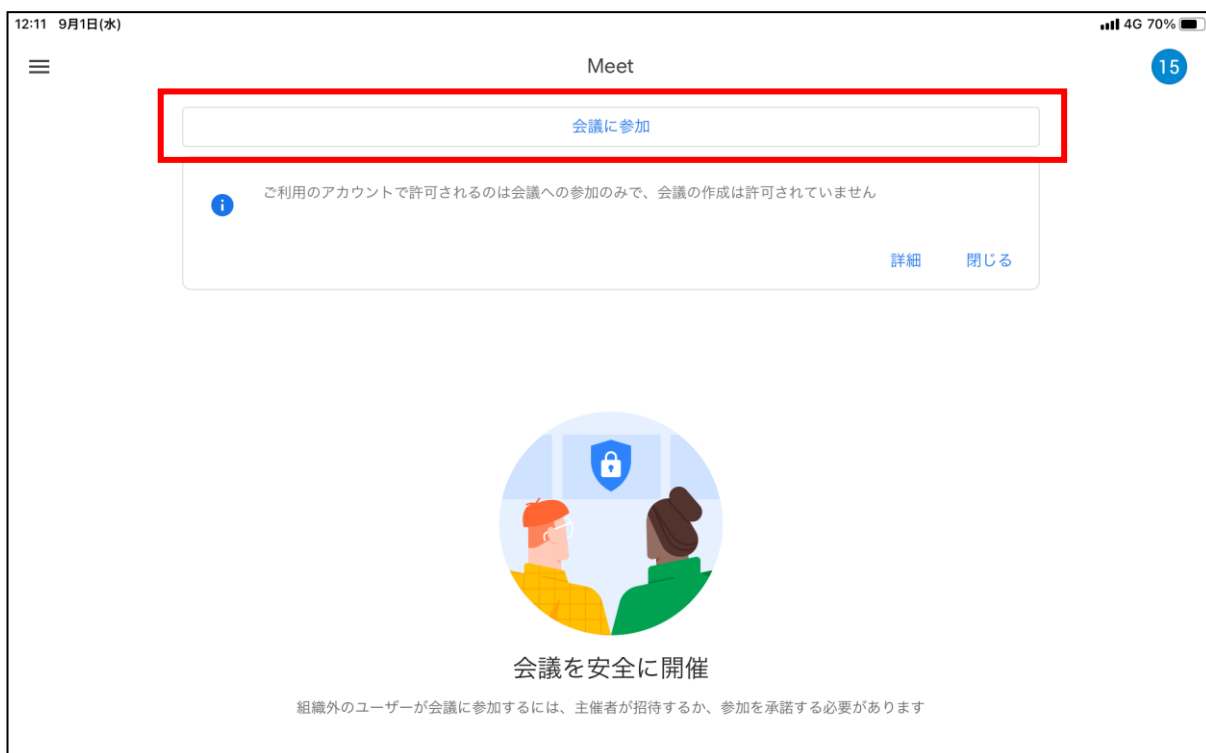 12:11 9月1日(水)
4G 70%
Meet
15
会議に参加
ご利用のアカウントで許可されるのは会議への参加のみで、会議の作成は許可されていません
詳細 閉じる
会議を安全に開催
組織外のユーザーが会議に参加するには、主催者が招待するか、参加を承諾する必要があります